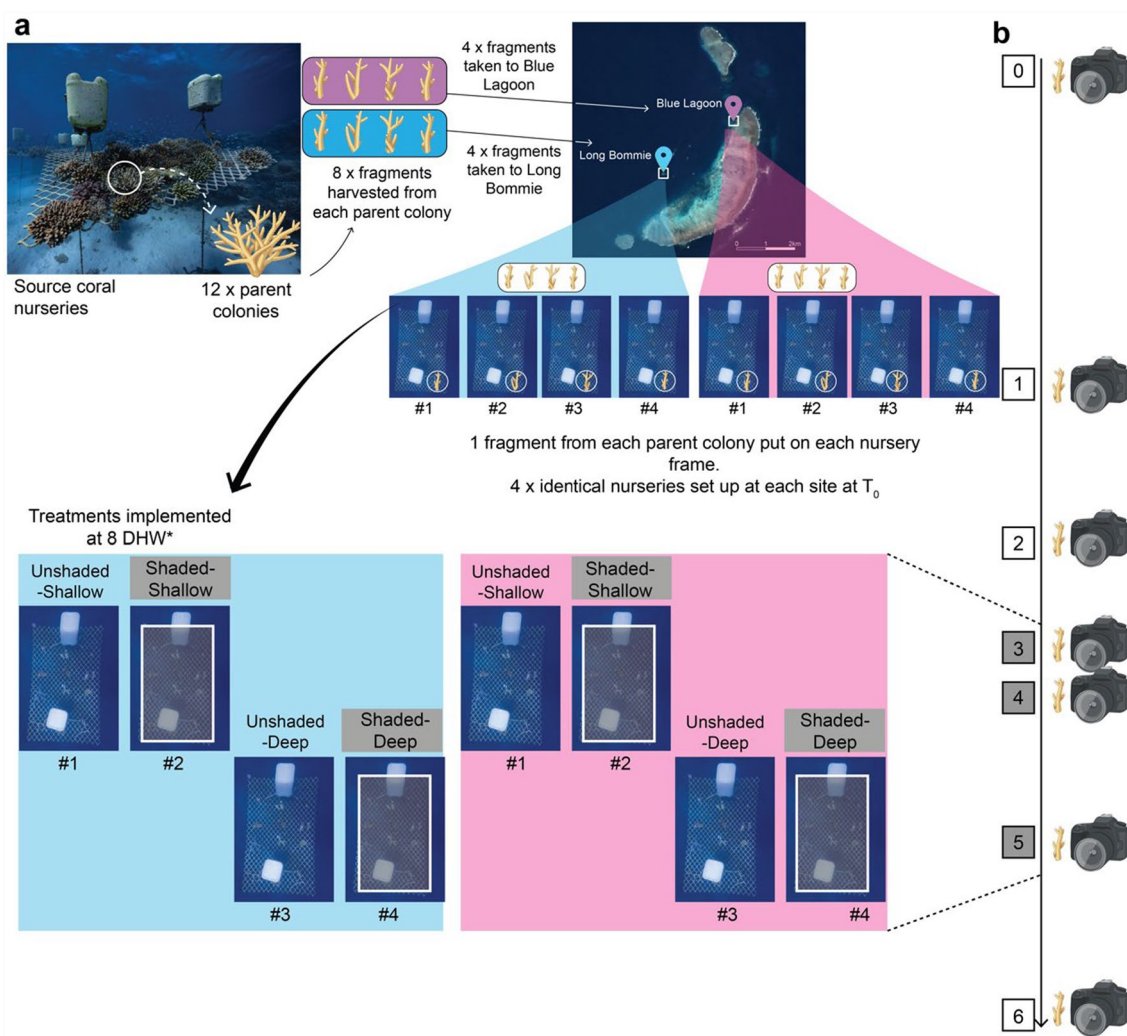 a
4 x fragments
taken to Blue
Lagoon
4 x fragments
taken to Long
Bommie
8 x fragments
harvested from
each parent colony
Source coral
nurseries
12 x parent
colonies
Blue Lagoon
Long Bommie
0 1 2km
#1 #2 #3 #4 #1 #2 #3 #4
1 fragment from each parent colony put on each nursery
frame.
4 x identical nurseries set up at each site at T0
Treatments implemented
at 8 DHW*
Unshaded
-Shallow
Shaded-
Shallow
#1 #2
Unshaded
-Deep
Shaded-
Deep
#3 #4
Unshaded
-Shallow
Shaded-
Shallow
#1 #2
Unshaded
-Deep
Shaded-
Deep
#3 #4
b
0
1
2
3
4
5
6